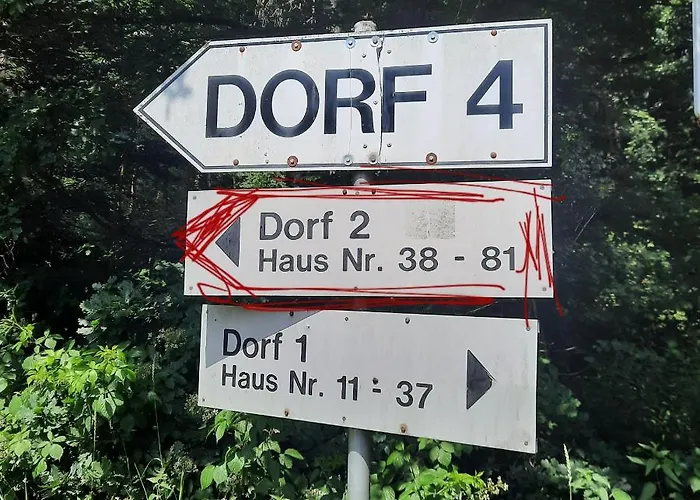 DORF 4
Dorf 2
Haus Nr. 38 - 81
Dorf 1
Haus Nr. 11 - 37